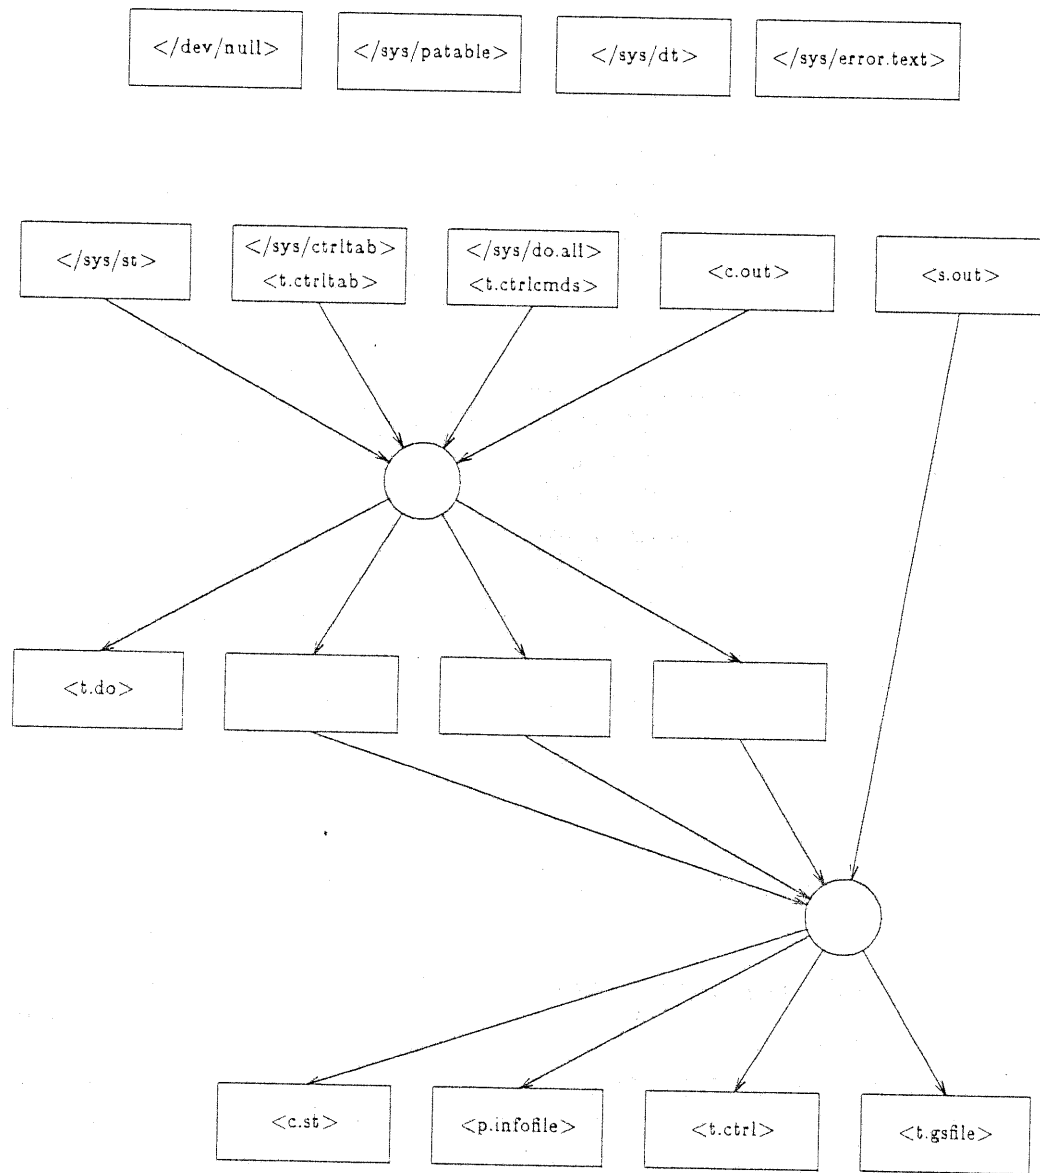 </dev/null>
</sys/patable>
</sys/dt>
</sys/error.text>
</sys/st>
</sys/ctrltab>
<t.ctrltab>
</sys/do.all>
<t.ctrlcmds>
<c.out>
<s.out>
<t.do>
<c.st>
<p.infofile>
<t.ctrl>
<t.gsfile>